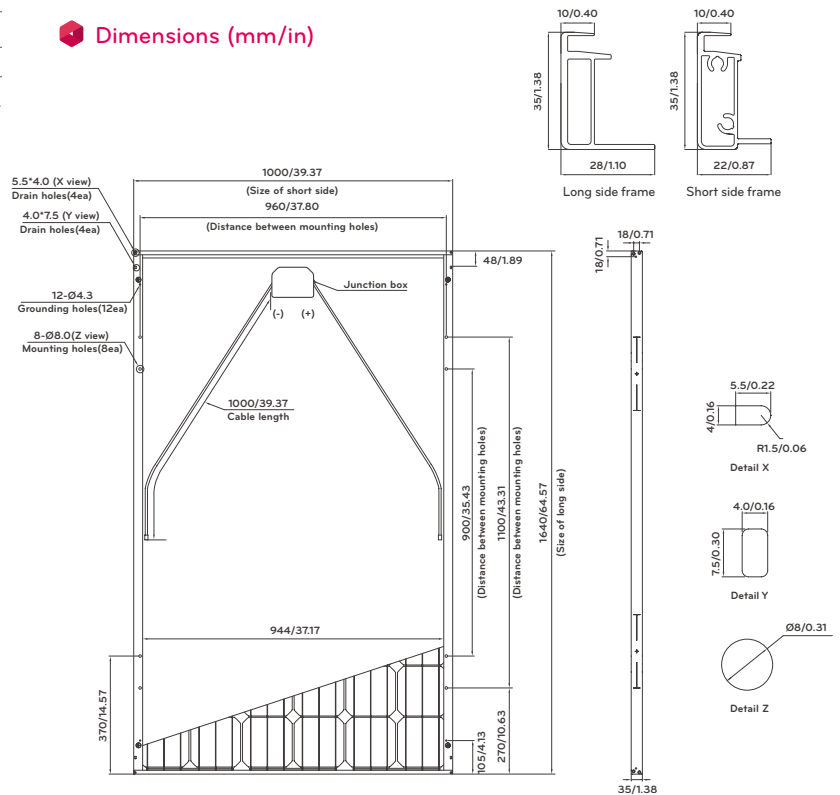 Dimensions (mm/in)
10/0.40
10/0.40
35/1.38
35/1.38
28/1.10
22/0.87
Long side frame
Short side frame
1000/39.37
(Size of short side)
960/37.80
(Distance between mounting holes)
5.5*4.0 (X view)
Drain holes(4ea)
4.0*7.5 (Y view)
Drain holes(4ea)
12-Ø4.3
Grounding holes(12ea)
8-Ø8.0(Z view)
Mounting holes(8ea)
48/1.89
Junction box
(-)
(+)
1000/39.37
Cable length
900/35.43
(Distance between mounting holes)
1100/43.31
(Distance between mounting holes)
1640/64.57
(Size of long side)
944/37.17
370/14.57
105/4.13
270/10.63
18/0.71
18/0.71
35/1.38
5.5/0.22
4/0.16
R1.5/0.06
Detail X
4.0/0.16
7.5/0.30
Detail Y
Ø8/0.31
Detail Z